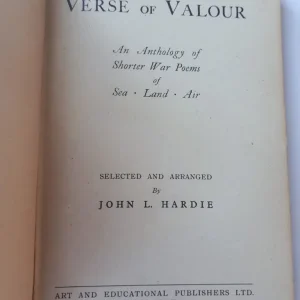 VERSE OF VALOUR
An Anthology of
Shorter War Poems
of
Sea · Land · Air
SELECTED AND ARRANGED
By
JOHN L. HARDIE
ART AND EDUCATIONAL PUBLISHERS LTD.